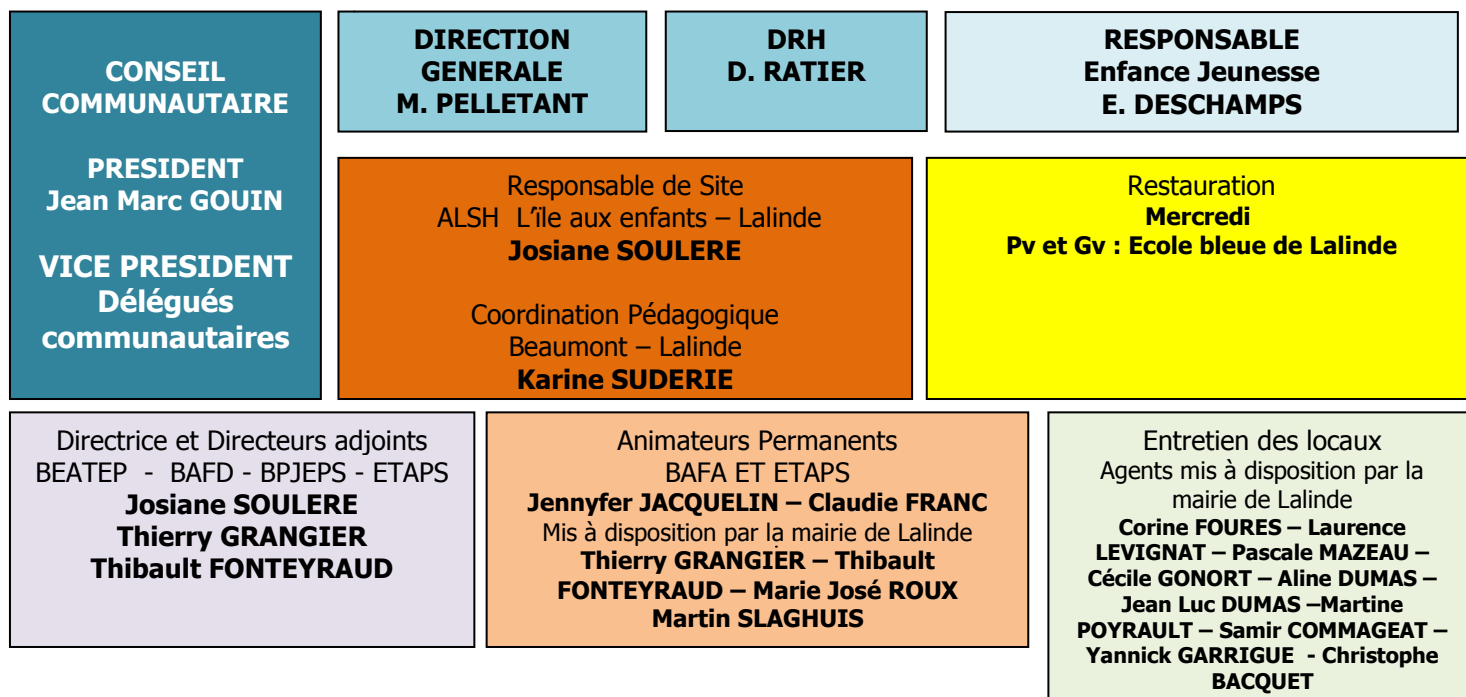 CONSEIL
COMMUNAUTAIRE
PRESIDENT
Jean Marc GOUIN
VICE PRESIDENT
Délégués
communautaires
DIRECTION
GENERALE
M. PELLETANT
DRH
D. RATIER
RESPONSABLE
Enfance Jeunesse
E. DESCHAMPS
Responsable de Site
ALSH L'île aux enfants – Lalinde
Josiane SOULERE
Coordination Pédagogique
Beaumont – Lalinde
Karine SUDERIE
Restauration
Mercredi
Pv et Gv : Ecole bleue de Lalinde
Directrice et Directeurs adjoints
BEATEP - BAFD - BPJEPS - ETAPS
Josiane SOULERE
Thierry GRANGIER
Thibault FONTEYRAUD
Animateurs Permanents
BAFA ET ETAPS
Jennyfer JACQUELIN – Claudie FRANC
Mis à disposition par la mairie de Lalinde
Thierry GRANGIER – Thibault
FONTEYRAUD – Marie José ROUX
Martin SLAGHUIS
Entretien des locaux
Agents mis à disposition par la
mairie de Lalinde
Corine FOURES – Laurence
LEVIGNAT – Pascale MAZEAU –
Cécile GONORT – Aline DUMAS –
Jean Luc DUMAS –Martine
POYRAULT – Samir COMMAGEAT –
Yannick GARRIGUE - Christophe
BACQUET